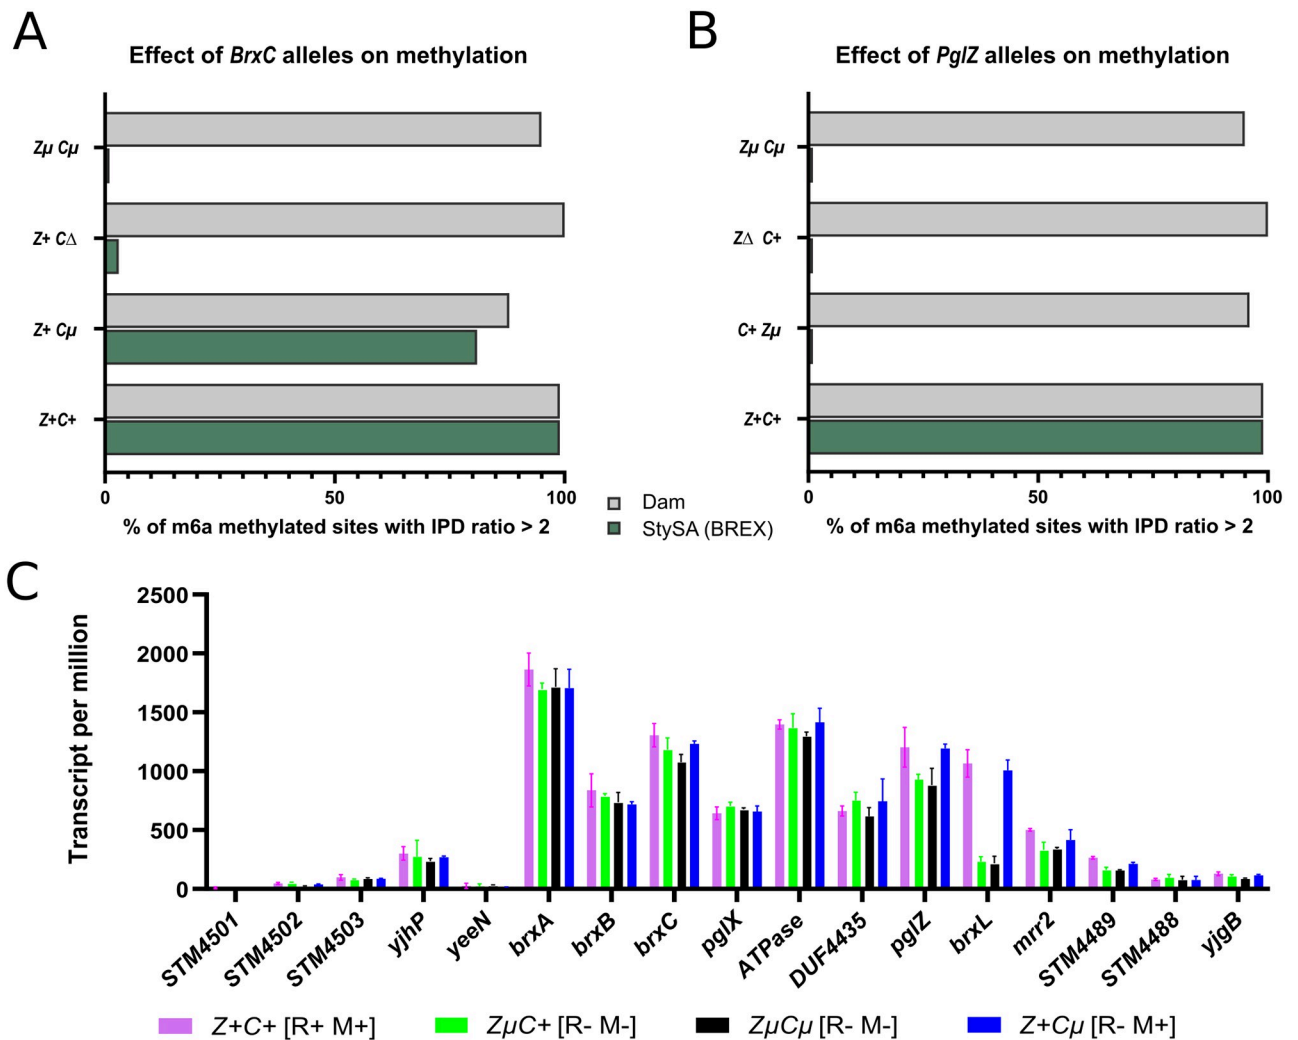 A
Effect of BrxC alleles on methylation
Zµ Cµ
Z+ CΔ
Z+ Cµ
Z+C+
0 50 100
% of m6a methylated sites with IPD ratio > 2
Dam
StySA (BREX)
B
Effect of PglZ alleles on methylation
Zµ Cµ
ZΔ C+
C+ Zµ
Z+C+
0 50 100
% of m6a methylated sites with IPD ratio > 2
C
Transcript per million
2500
2000
1500
1000
500
0
STM4501 STM4502 STM4503 yjhP yeeN brxA brxB brxC pglX ATPase DUF4435 pglZ brxL mrr2 STM4489 STM4488 yjgB
Z+C+ [R+ M+] ZµC+ [R- M-] ZµCµ [R- M-] Z+Cµ [R- M+]